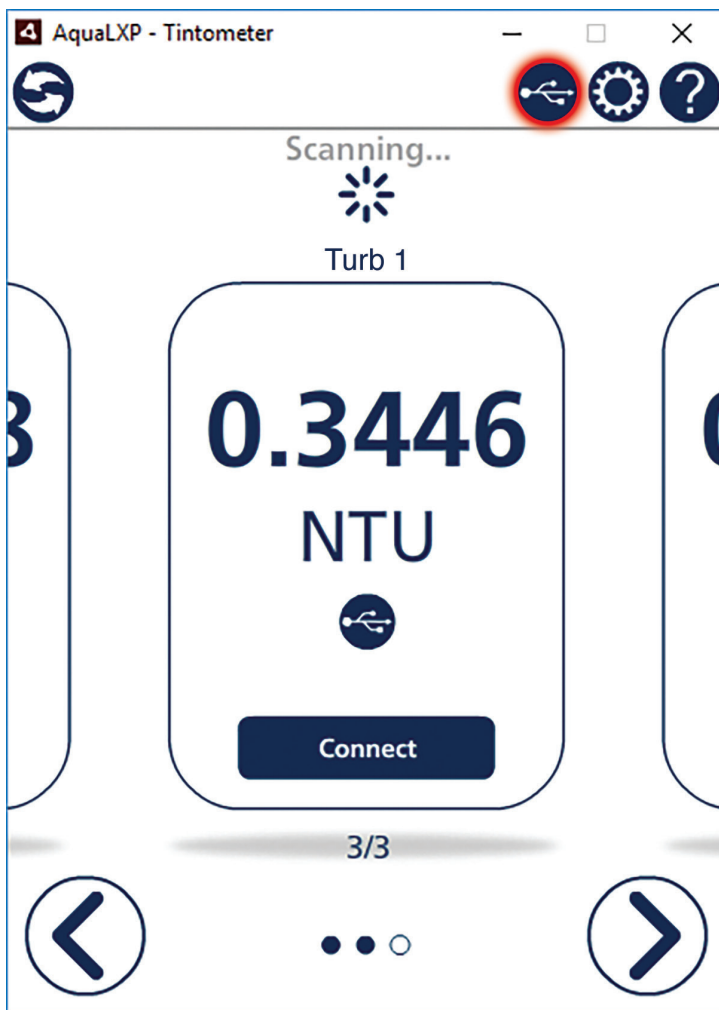 AquaLXP - Tintometer
Scanning...
Turb 1
0.3446
NTU
Connect
3/3